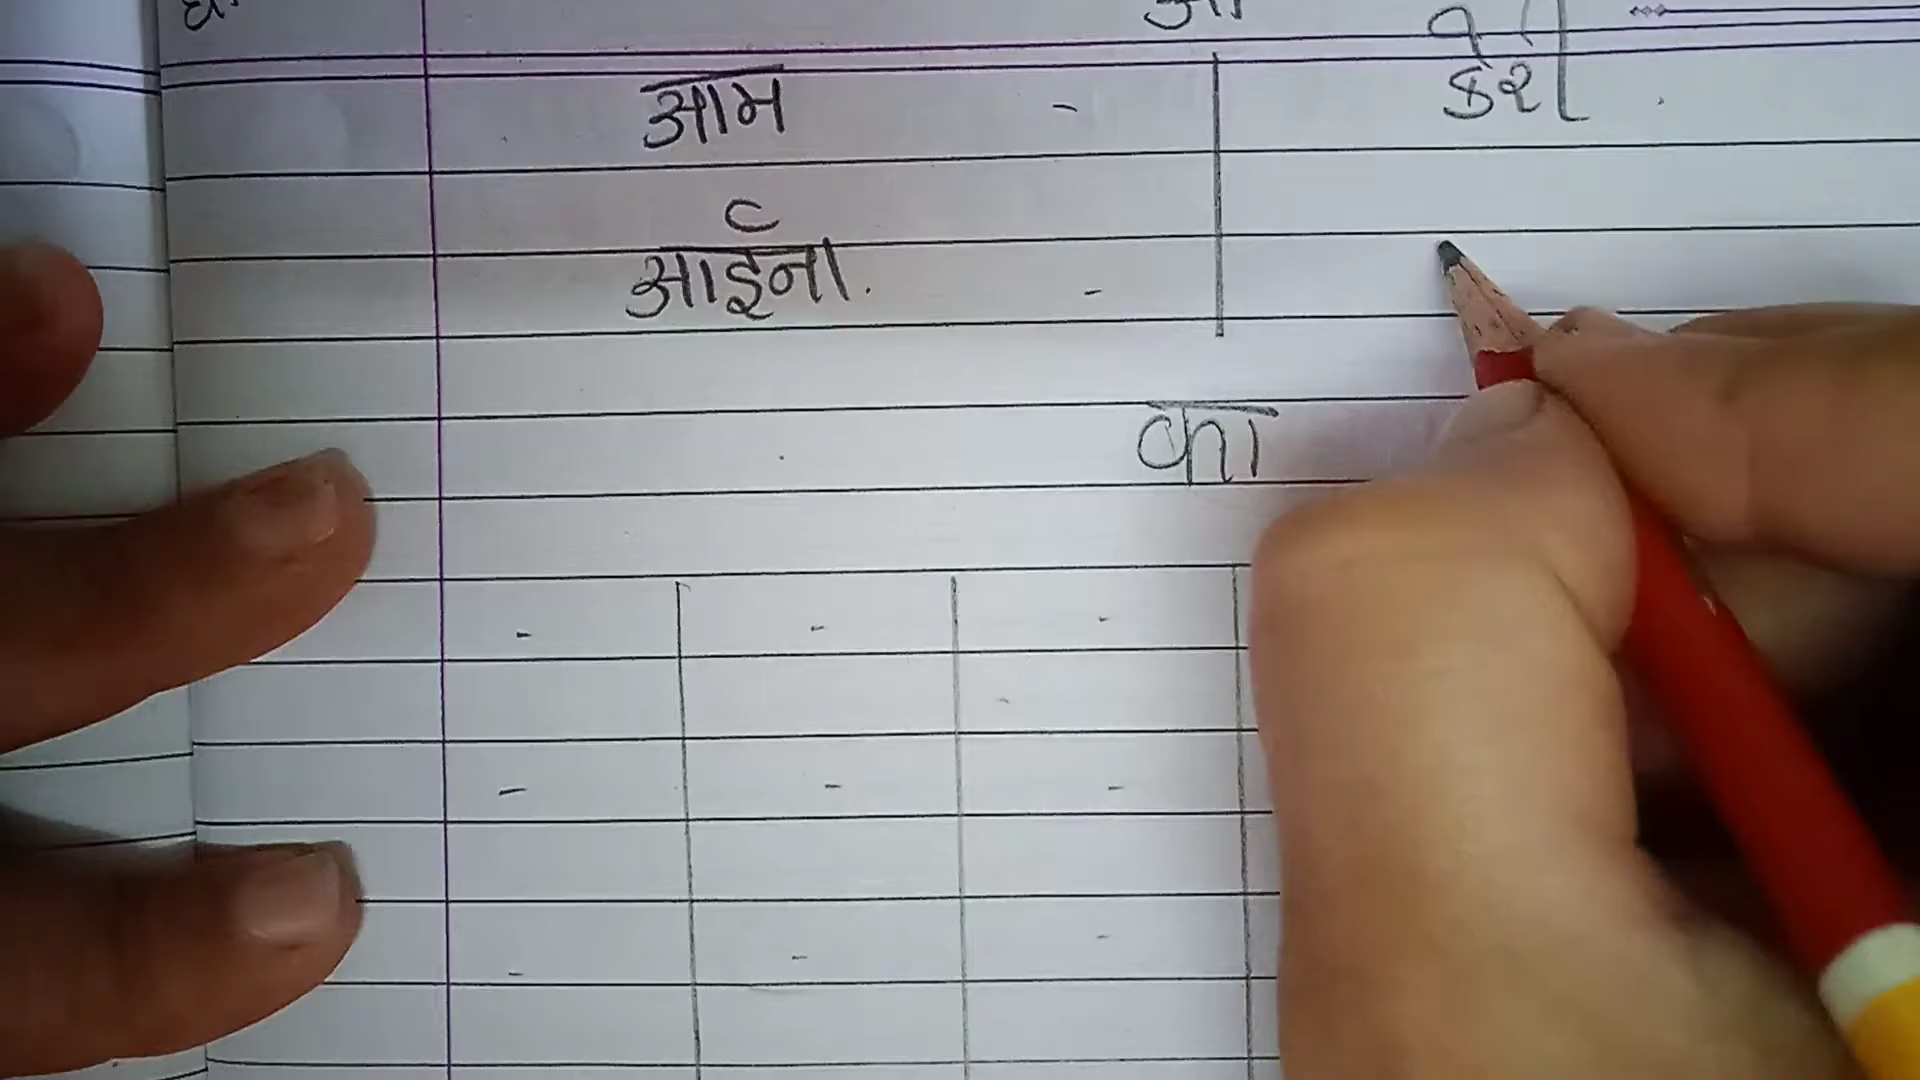 आ
आम - કેરી
आईना. -
का